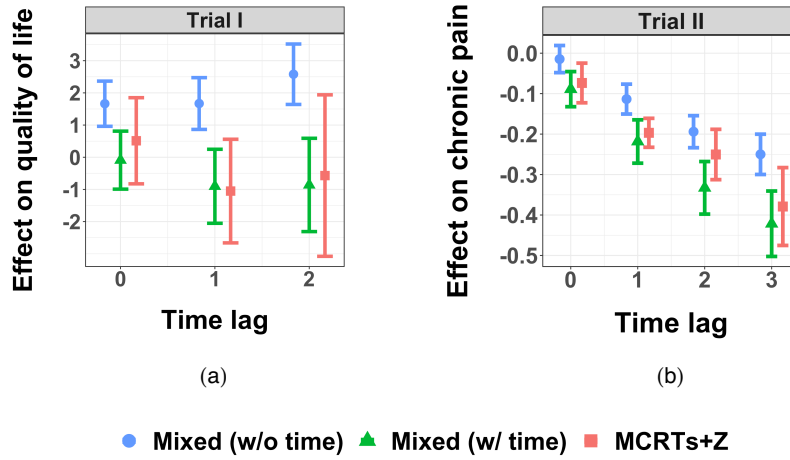 Trial I
Effect on quality of life
3
2
1
0
-1
-2
0 1 2
Time lag
(a)
Trial II
Effect on chronic pain
0.0
-0.1
-0.2
-0.3
-0.4
-0.5
0 1 2 3
Time lag
(b)
Mixed (w/o time) Mixed (w/ time) MCRTs+Z